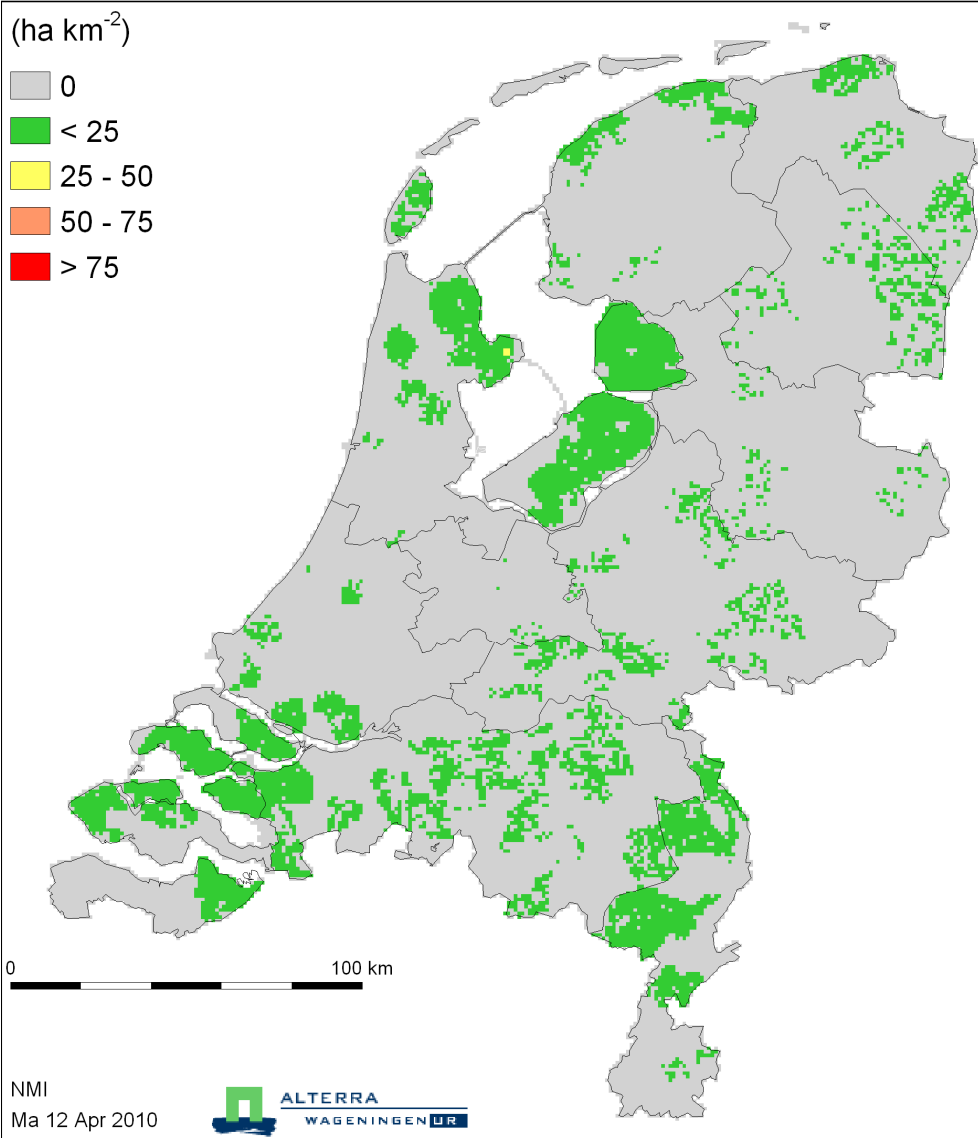 (ha km-2)
0
< 25
25 - 50
50 - 75
> 75
0 100 km
NMI
Ma 12 Apr 2010
ALTERRA
WAGENINGEN UR